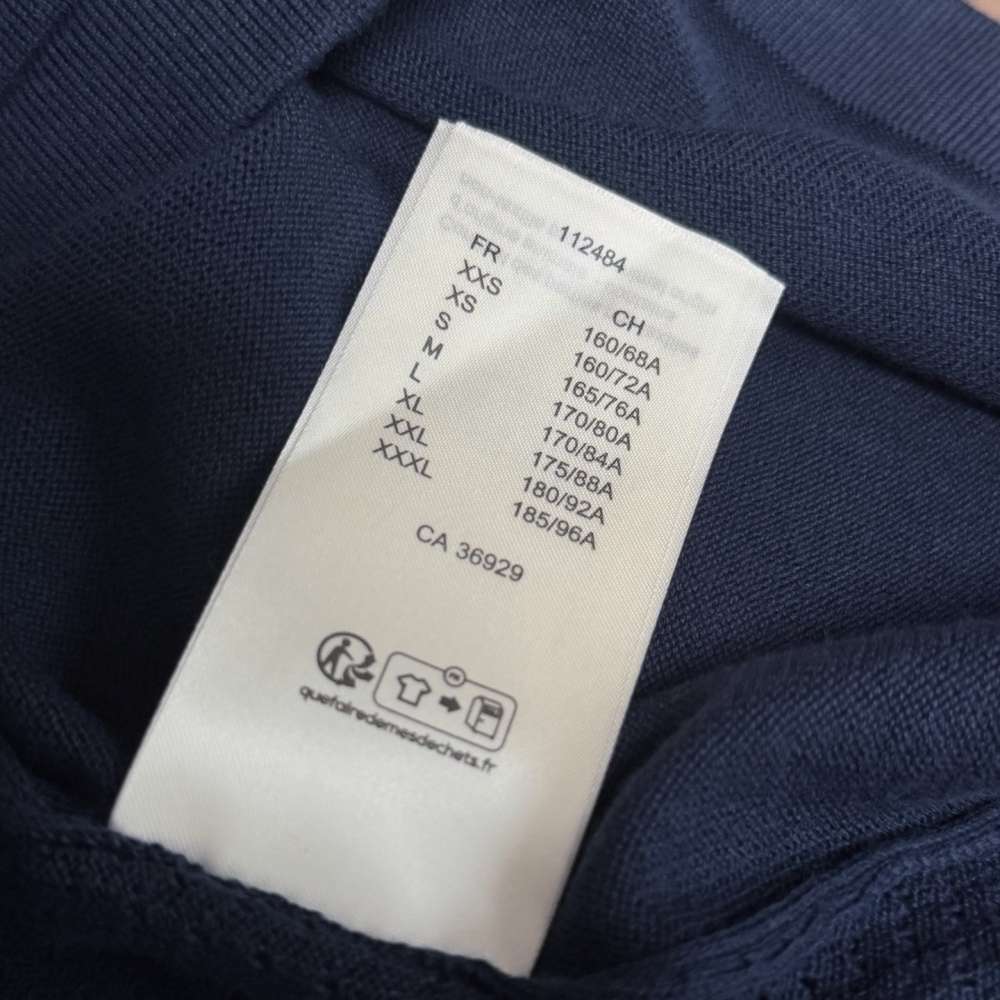 112484
FR CH
XXS 160/68A
XS 160/72A
S 165/76A
M 170/80A
L 170/84A
XL 175/88A
XXL 180/92A
XXXL 185/96A
CA 36929
FR
quefairedemesdechets.fr